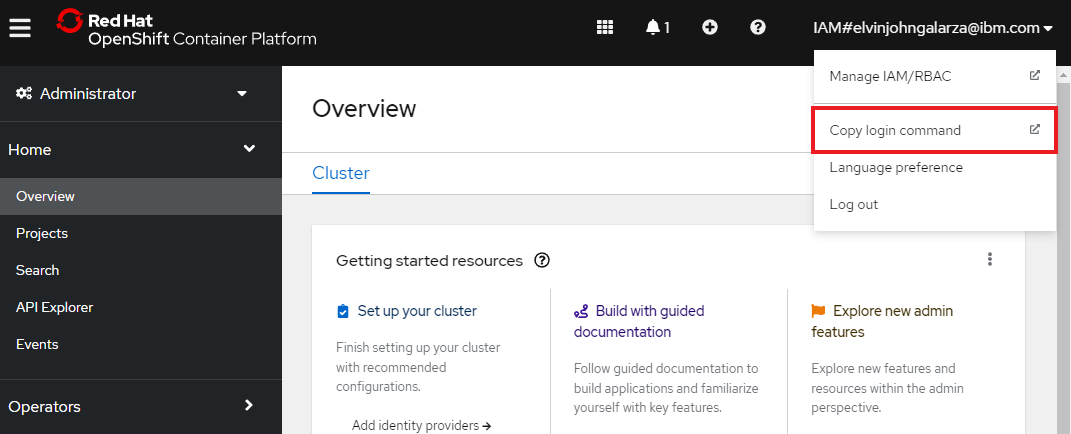 Red Hat
OpenShift Container Platform
1
IAM#elvinjohngalarza@ibm.com
Manage IAM/RBAC
Copy login command
Language preference
Log out
Administrator
Home
Overview
Projects
Search
API Explorer
Events
Operators
Overview
Cluster
Getting started resources
Set up your cluster
Finish setting up your cluster
with recommended
configurations.
Add identity providers
Build with guided
documentation
Follow guided documentation to
build applications and familiarize
yourself with key features.
Explore new admin
features
Explore new features and
resources within the admin
perspective.